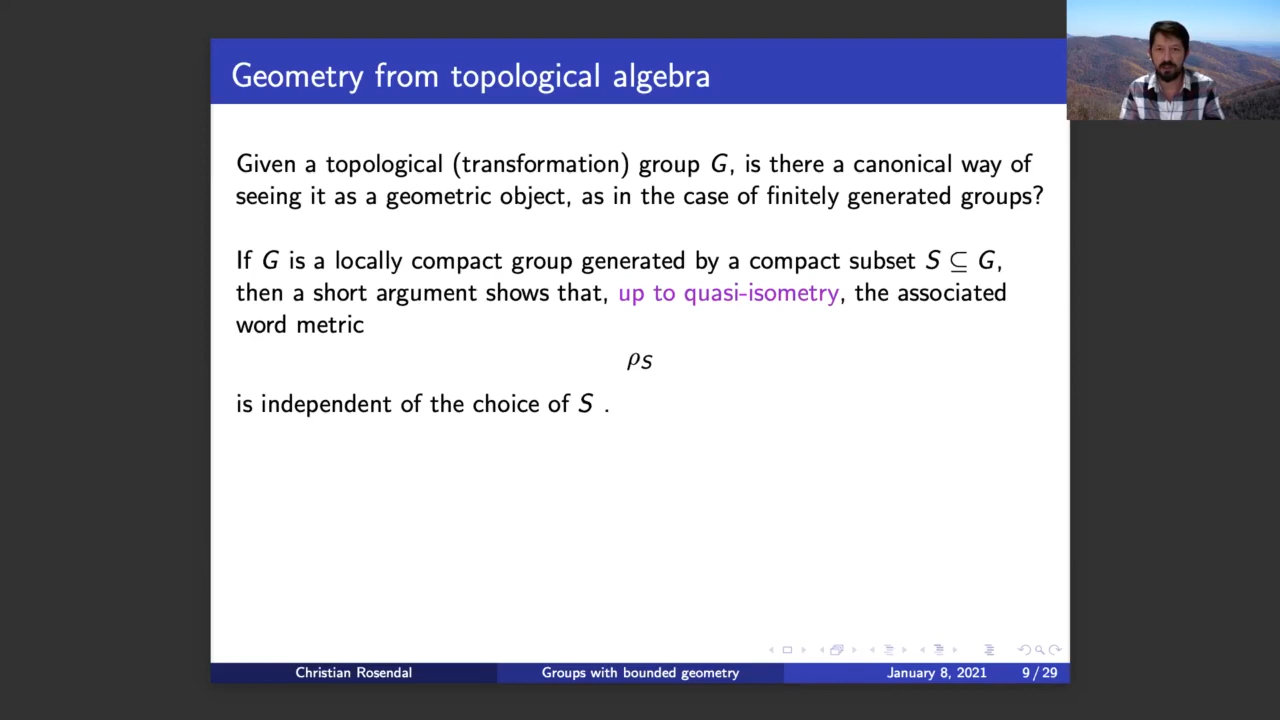 Geometry from topological algebra
Given a topological (transformation) group G, is there a canonical way of
seeing it as a geometric object, as in the case of finitely generated groups?
If G is a locally compact group generated by a compact subset S ⊆ G,
then a short argument shows that, up to quasi-isometry, the associated
word metric
ρS
is independent of the choice of S .
Christian Rosendal
Groups with bounded geometry
January 8, 2021
9 / 29